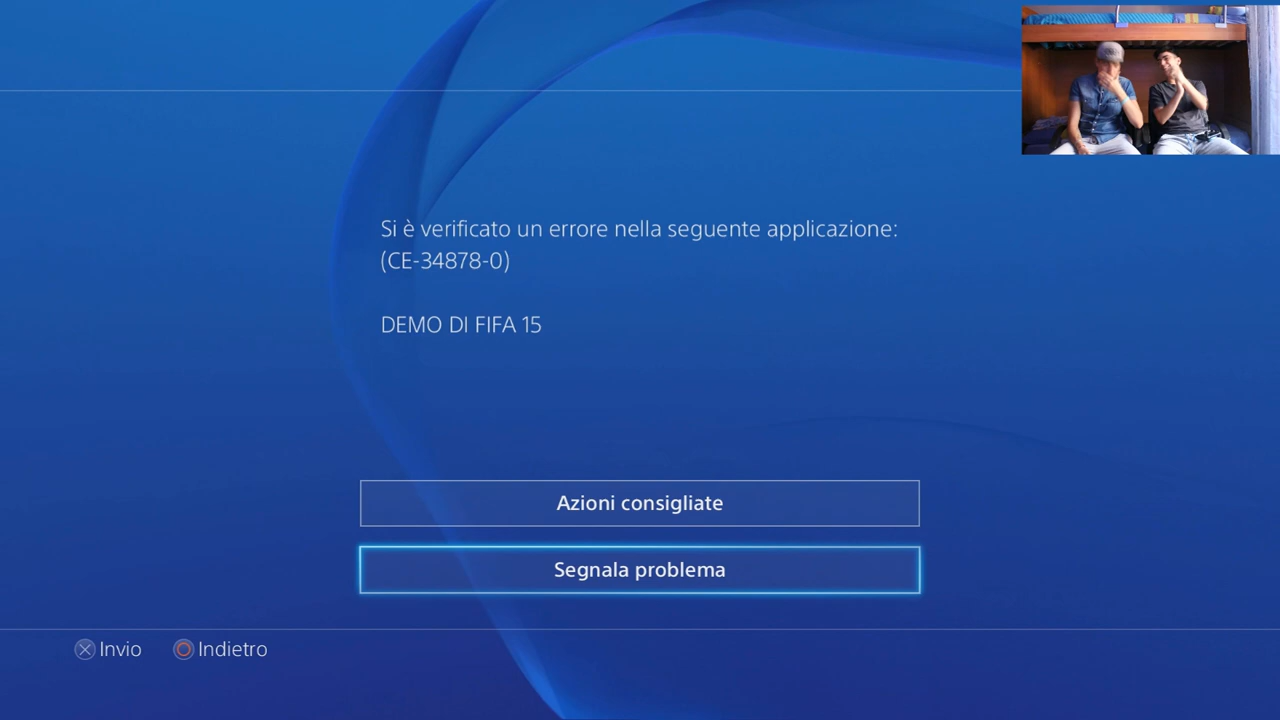 Si è verificato un errore nella seguente applicazione:
(CE-34878-0)
DEMO DI FIFA 15
Azioni consigliate
Segnala problema
Invio
Indietro